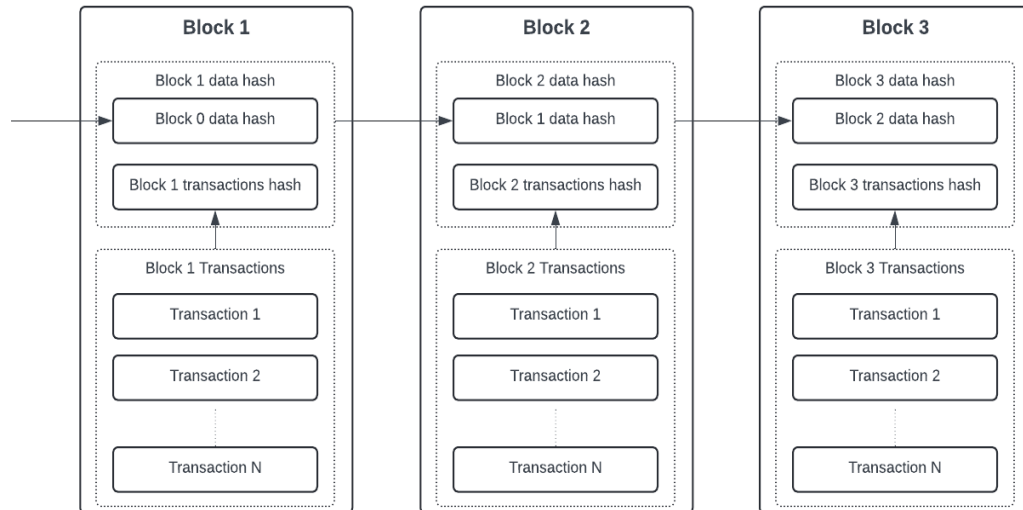 Block 1
Block 1 data hash
Block 0 data hash
Block 1 transactions hash
Block 1 Transactions
Transaction 1
Transaction 2
Transaction N
Block 2
Block 2 data hash
Block 1 data hash
Block 2 transactions hash
Block 2 Transactions
Transaction 1
Transaction 2
Transaction N
Block 3
Block 3 data hash
Block 2 data hash
Block 3 transactions hash
Block 3 Transactions
Transaction 1
Transaction 2
Transaction N